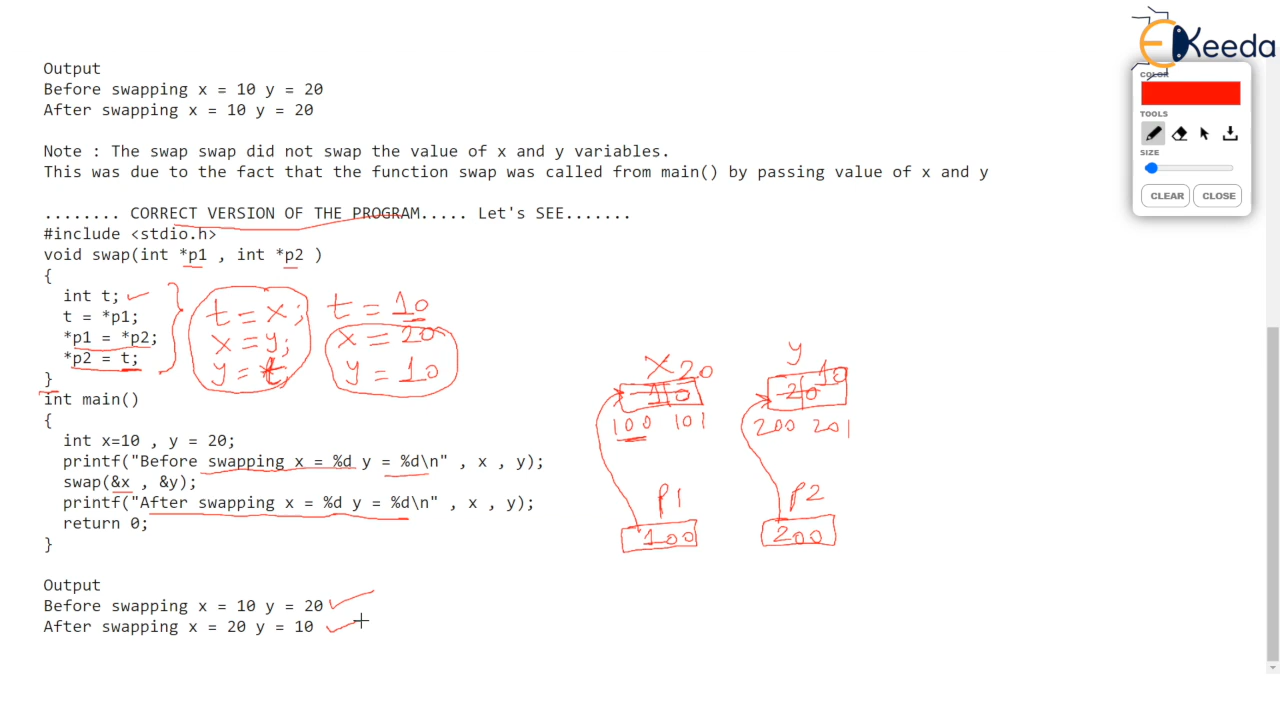 Output
Before swapping x = 10 y = 20
After swapping x = 10 y = 20
Note : The swap swap did not swap the value of x and y variables.
This was due to the fact that the function swap was called from main() by passing value of x and y
........ CORRECT VERSION OF THE PROGRAM..... Let's SEE.......
#include <stdio.h>
void swap(int *p1 , int *p2 )
{
int t;
t = *p1;
*p1 = *p2;
*p2 = t;
}
int main()
{
int x=10 , y = 20;
printf("Before swapping x = %d y = %d\n" , x , y);
swap(&x , &y);
printf("After swapping x = %d y = %d\n" , x , y);
return 0;
}
Output
Before swapping x = 10 y = 20
After swapping x = 20 y = 10
t = x;
x = y;
y = t;
t = 10
x = 20
y = 10
X 20
10
100 101
P1
100
y
10
20
200 201
P2
200
EKeeda
COLOR
TOOLS
SIZE
CLEAR CLOSE